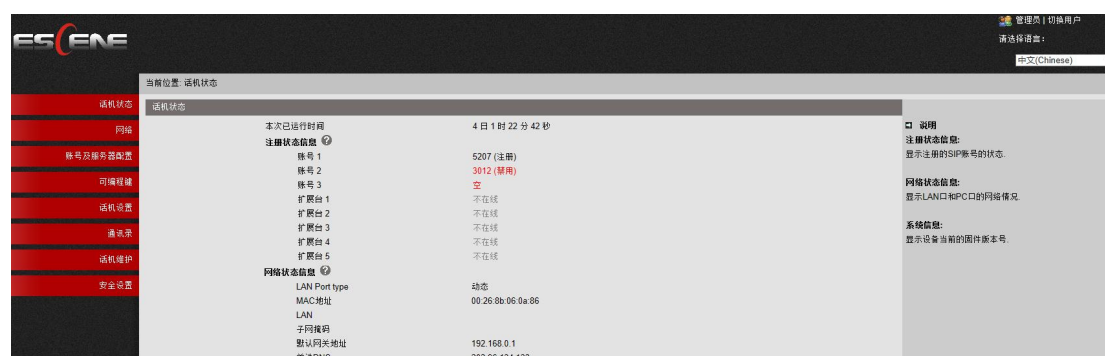 ESCENE
管理员 | 切换用户
请选择语言:
中文(Chinese)
当前位置: 话机状态
话机状态
网络
账号及服务器配置
可编程键
话机设置
通讯录
话机维护
安全设置
话机状态
本次已运行时间 4 日 1 时 22 分 42 秒
注册状态信息
账号 1 5207 (注册)
账号 2 3012 (禁用)
账号 3 空
扩展台 1 不在线
扩展台 2 不在线
扩展台 3 不在线
扩展台 4 不在线
扩展台 5 不在线
网络状态信息
LAN Port type 动态
MAC地址 00:26:8b:06:0a:86
LAN
子网掩码
默认网关地址 192.168.0.1
说明
注册状态信息:
显示注册的SIP账号的状态.
网络状态信息:
显示LAN口和PC口的网络情况.
系统信息:
显示设备当前的固件版本号.